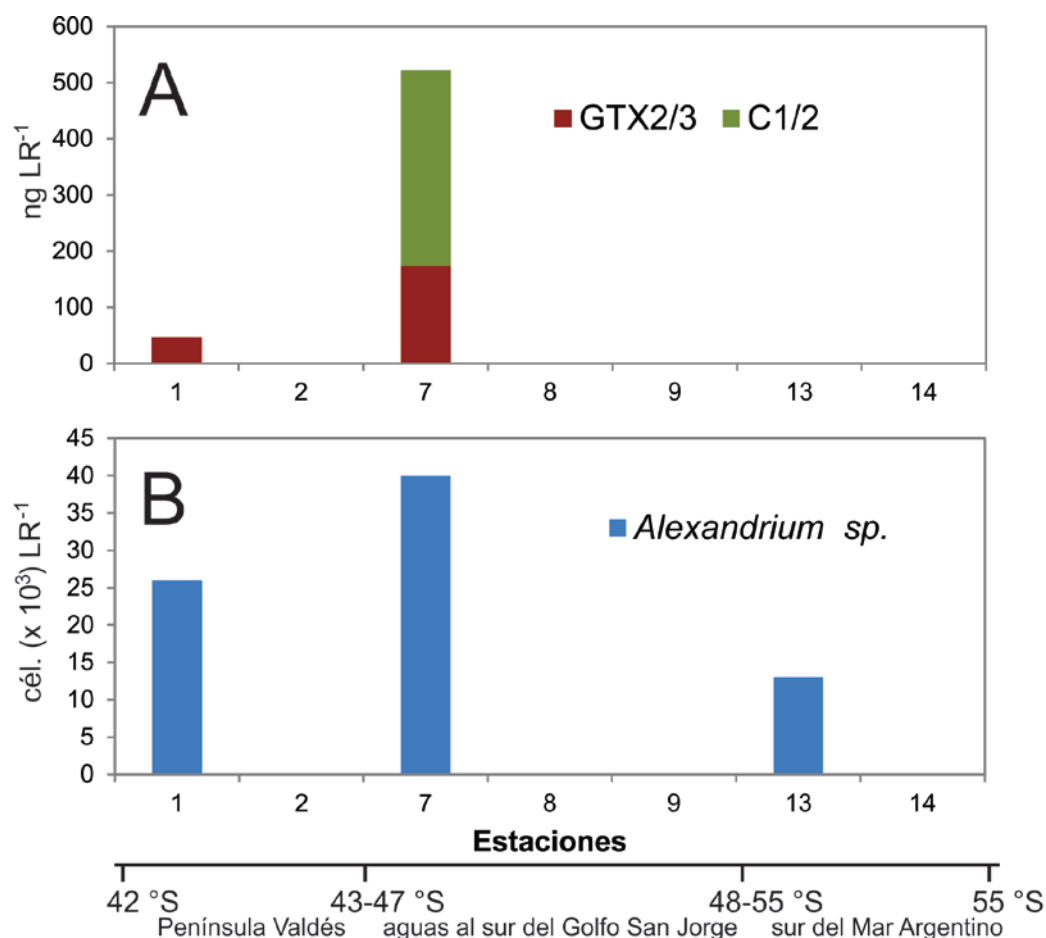 600
A
500
GTX2/3 C1/2
400
ng LR⁻¹
300
200
100
0
1 2 7 8 9 13 14
45
B
40
35
Alexandrium sp.
30
cél. (x 10³) LR⁻¹
25
20
15
10
5
0
1 2 7 8 9 13 14
Estaciones
42 °S 43-47 °S 48-55 °S 55 °S
Península Valdés aguas al sur del Golfo San Jorge sur del Mar Argentino